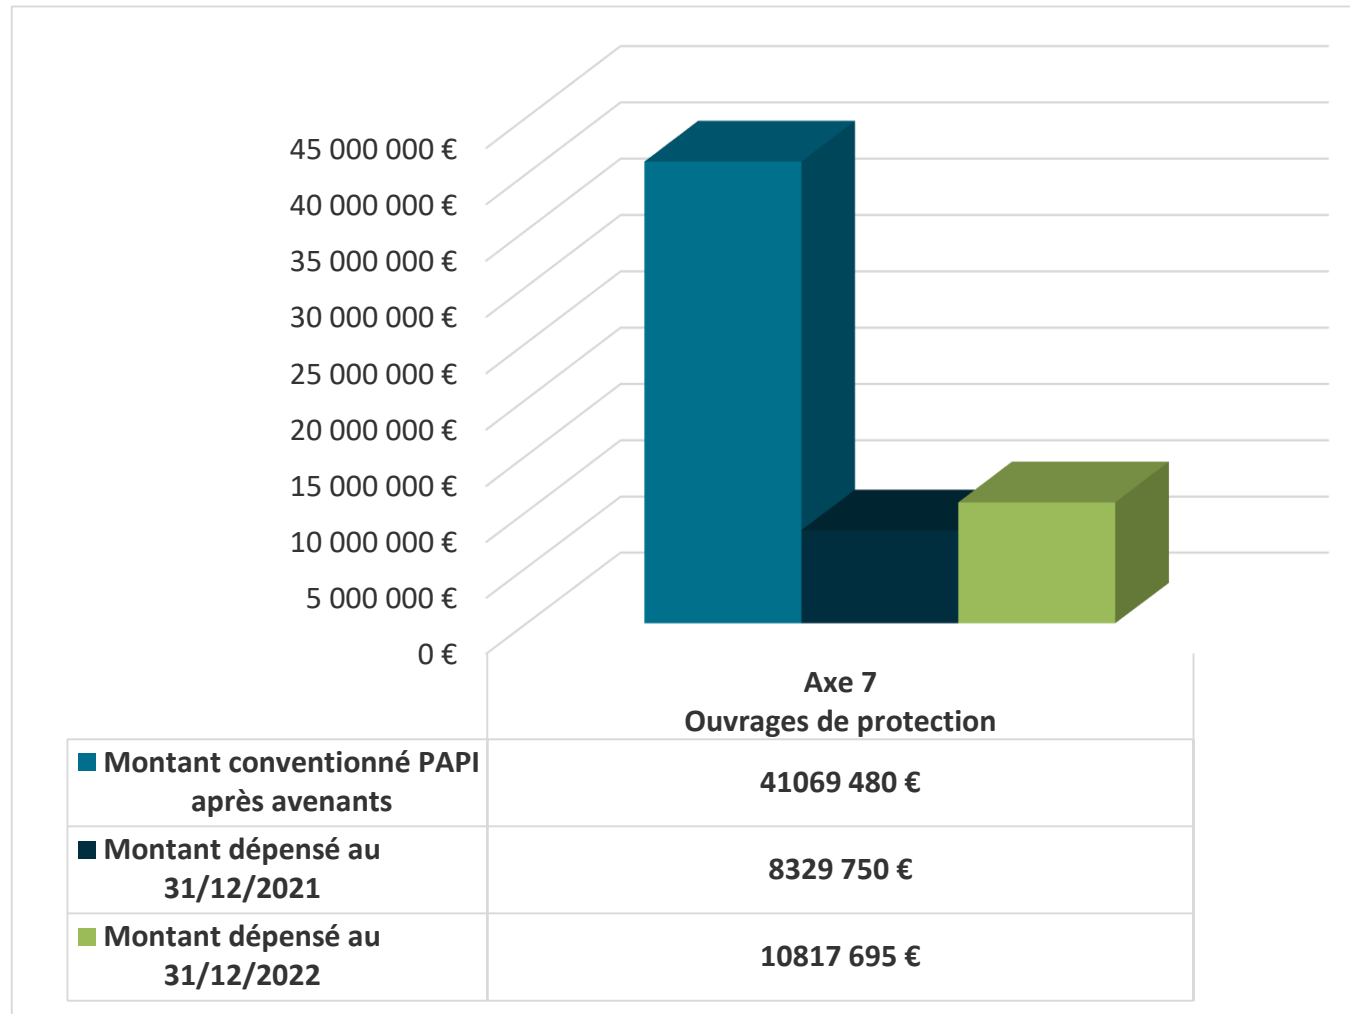 45 000 000 €
40 000 000 €
35 000 000 €
30 000 000 €
25 000 000 €
20 000 000 €
15 000 000 €
10 000 000 €
5 000 000 €
0 €
Axe 7
Ouvrages de protection
Montant conventionné PAPI
après avenants
41069 480 €
Montant dépensé au
31/12/2021
8329 750 €
Montant dépensé au
31/12/2022
10817 695 €